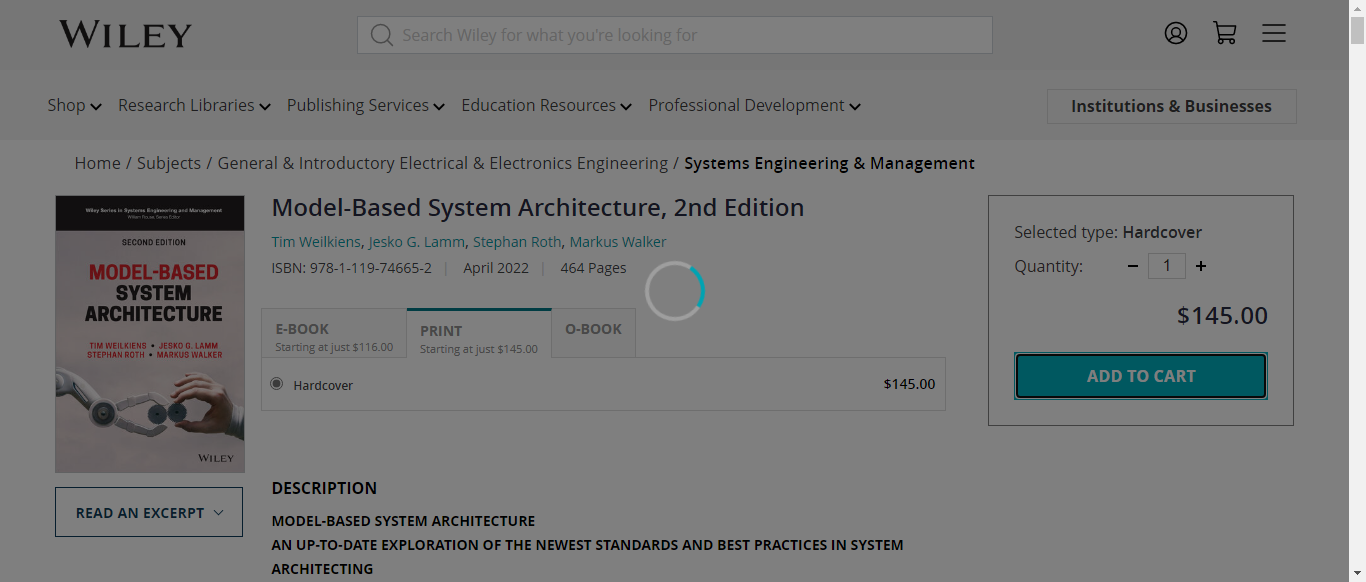 WILEY
Search Wiley for what you're looking for
Shop Research Libraries Publishing Services Education Resources Professional Development Institutions & Businesses
Home / Subjects / General & Introductory Electrical & Electronics Engineering / Systems Engineering & Management
Wiley Series in Systems Engineering and Management
William Rouse Series Editor
SECOND EDITION
MODEL-BASED
SYSTEM
ARCHITECTURE
TIM WEILKIENS • JESKO G. LAMM
STEPHAN ROTH • MARKUS WALKER
WILEY
READ AN EXCERPT
Model-Based System Architecture, 2nd Edition
Tim Weilkiens, Jesko G. Lamm, Stephan Roth, Markus Walker
ISBN: 978-1-119-74665-2 | April 2022 | 464 Pages
E-BOOK
Starting at just $116.00
PRINT
Starting at just $145.00
O-BOOK
Hardcover $145.00
DESCRIPTION
MODEL-BASED SYSTEM ARCHITECTURE
AN UP-TO-DATE EXPLORATION OF THE NEWEST STANDARDS AND BEST PRACTICES IN SYSTEM
ARCHITECTING
Selected type: Hardcover
Quantity: − 1 +
$145.00
ADD TO CART